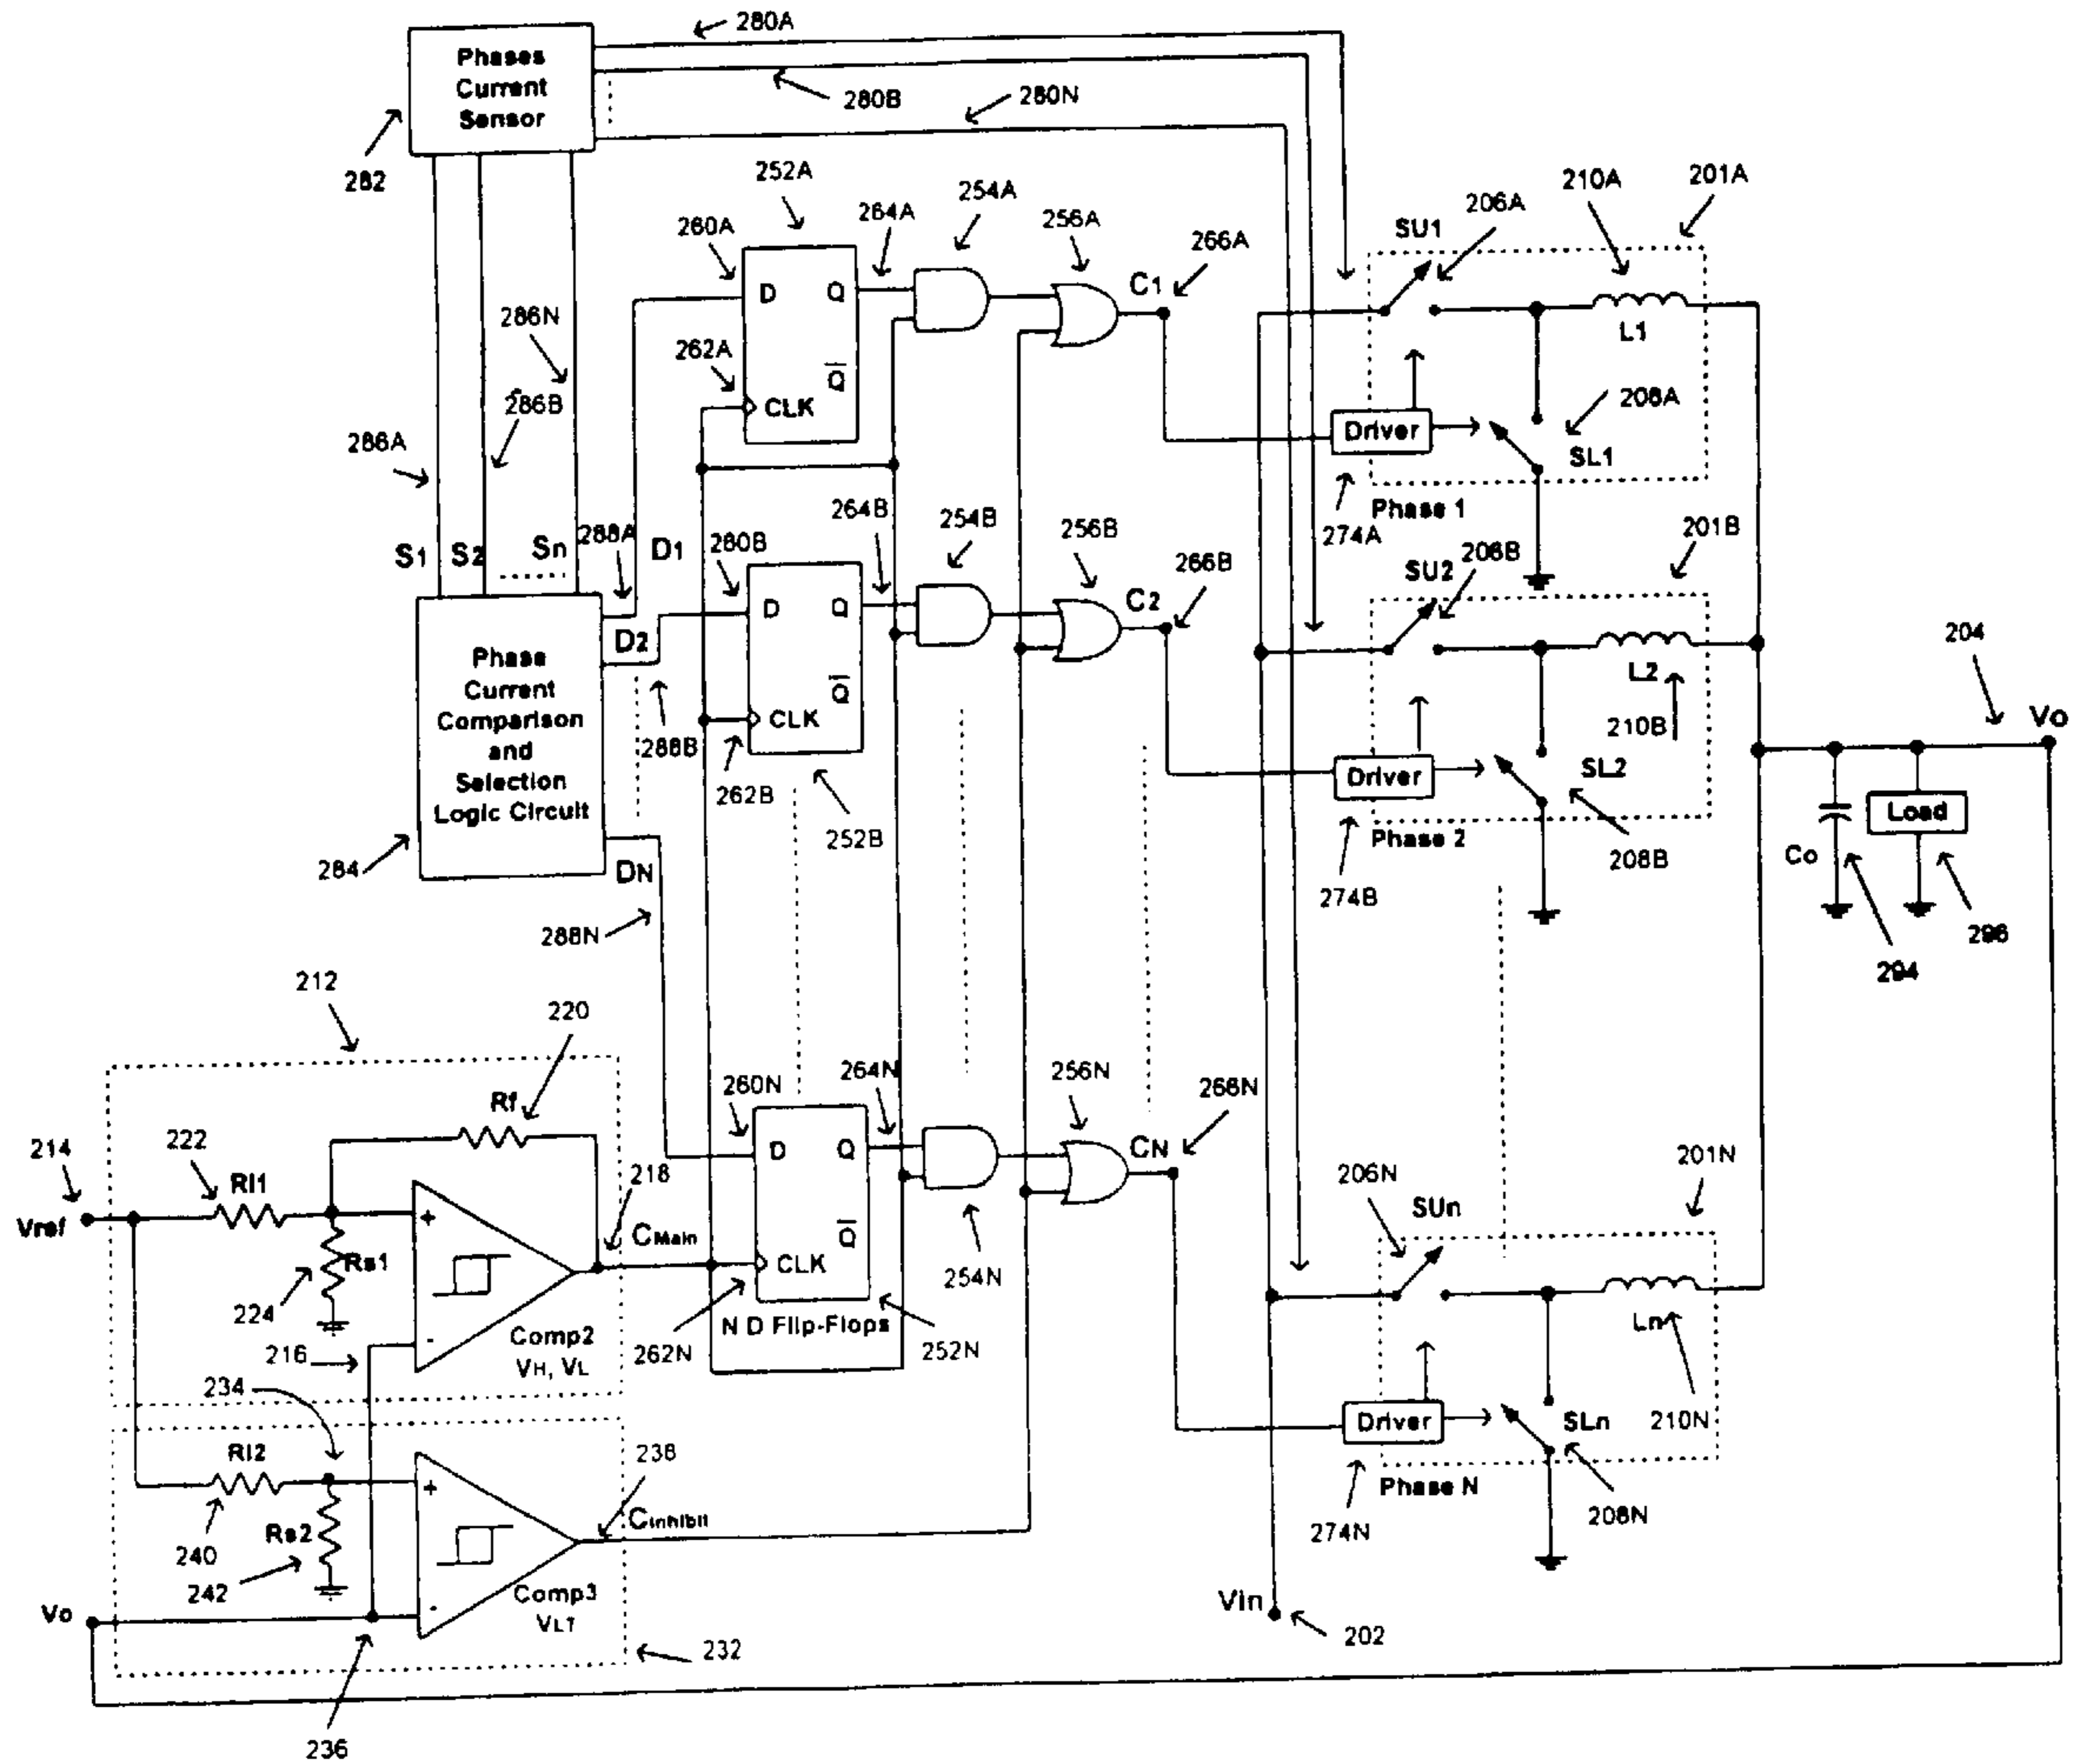 280A
Phases
Current
Sensor
280B
280N
282
252A
254A
264A
256A
260A
266A
206A
210A
201A
SU1
C1
D
Q
286N
262A
Q
CLK
L1
286B
208A
286A
Driver
SL1
264B
254B
256B
Phase 1
201B
S1
S2
Sn
288A
D1
260B
274A
206B
266B
SU2
C2
D
Q
D2
204
Phase
Current
Comparison
and
Selection
Logic Circuit
Q
L2
CLK
288B
210B
Vo
Driver
SL2
262B
252B
Load
Phase 2
208B
Co
284
DN
274B
288N
294
296
212
220
260N
264N
256N
266N
Rf
222
214
D
Q
CN
201N
218
206N
RI1
Vref
+
CMain
SUn
Rs1
Q
CLK
254N
224
N D Flip-Flops
Comp2
VH, VL
216
-
262N
252N
Ln
234
Driver
SLn
210N
RI2
238
+
Phase N
Rs2
CInhibit
208N
240
274N
242
Comp3
VLT
Vo
-
Vin
202
232
236